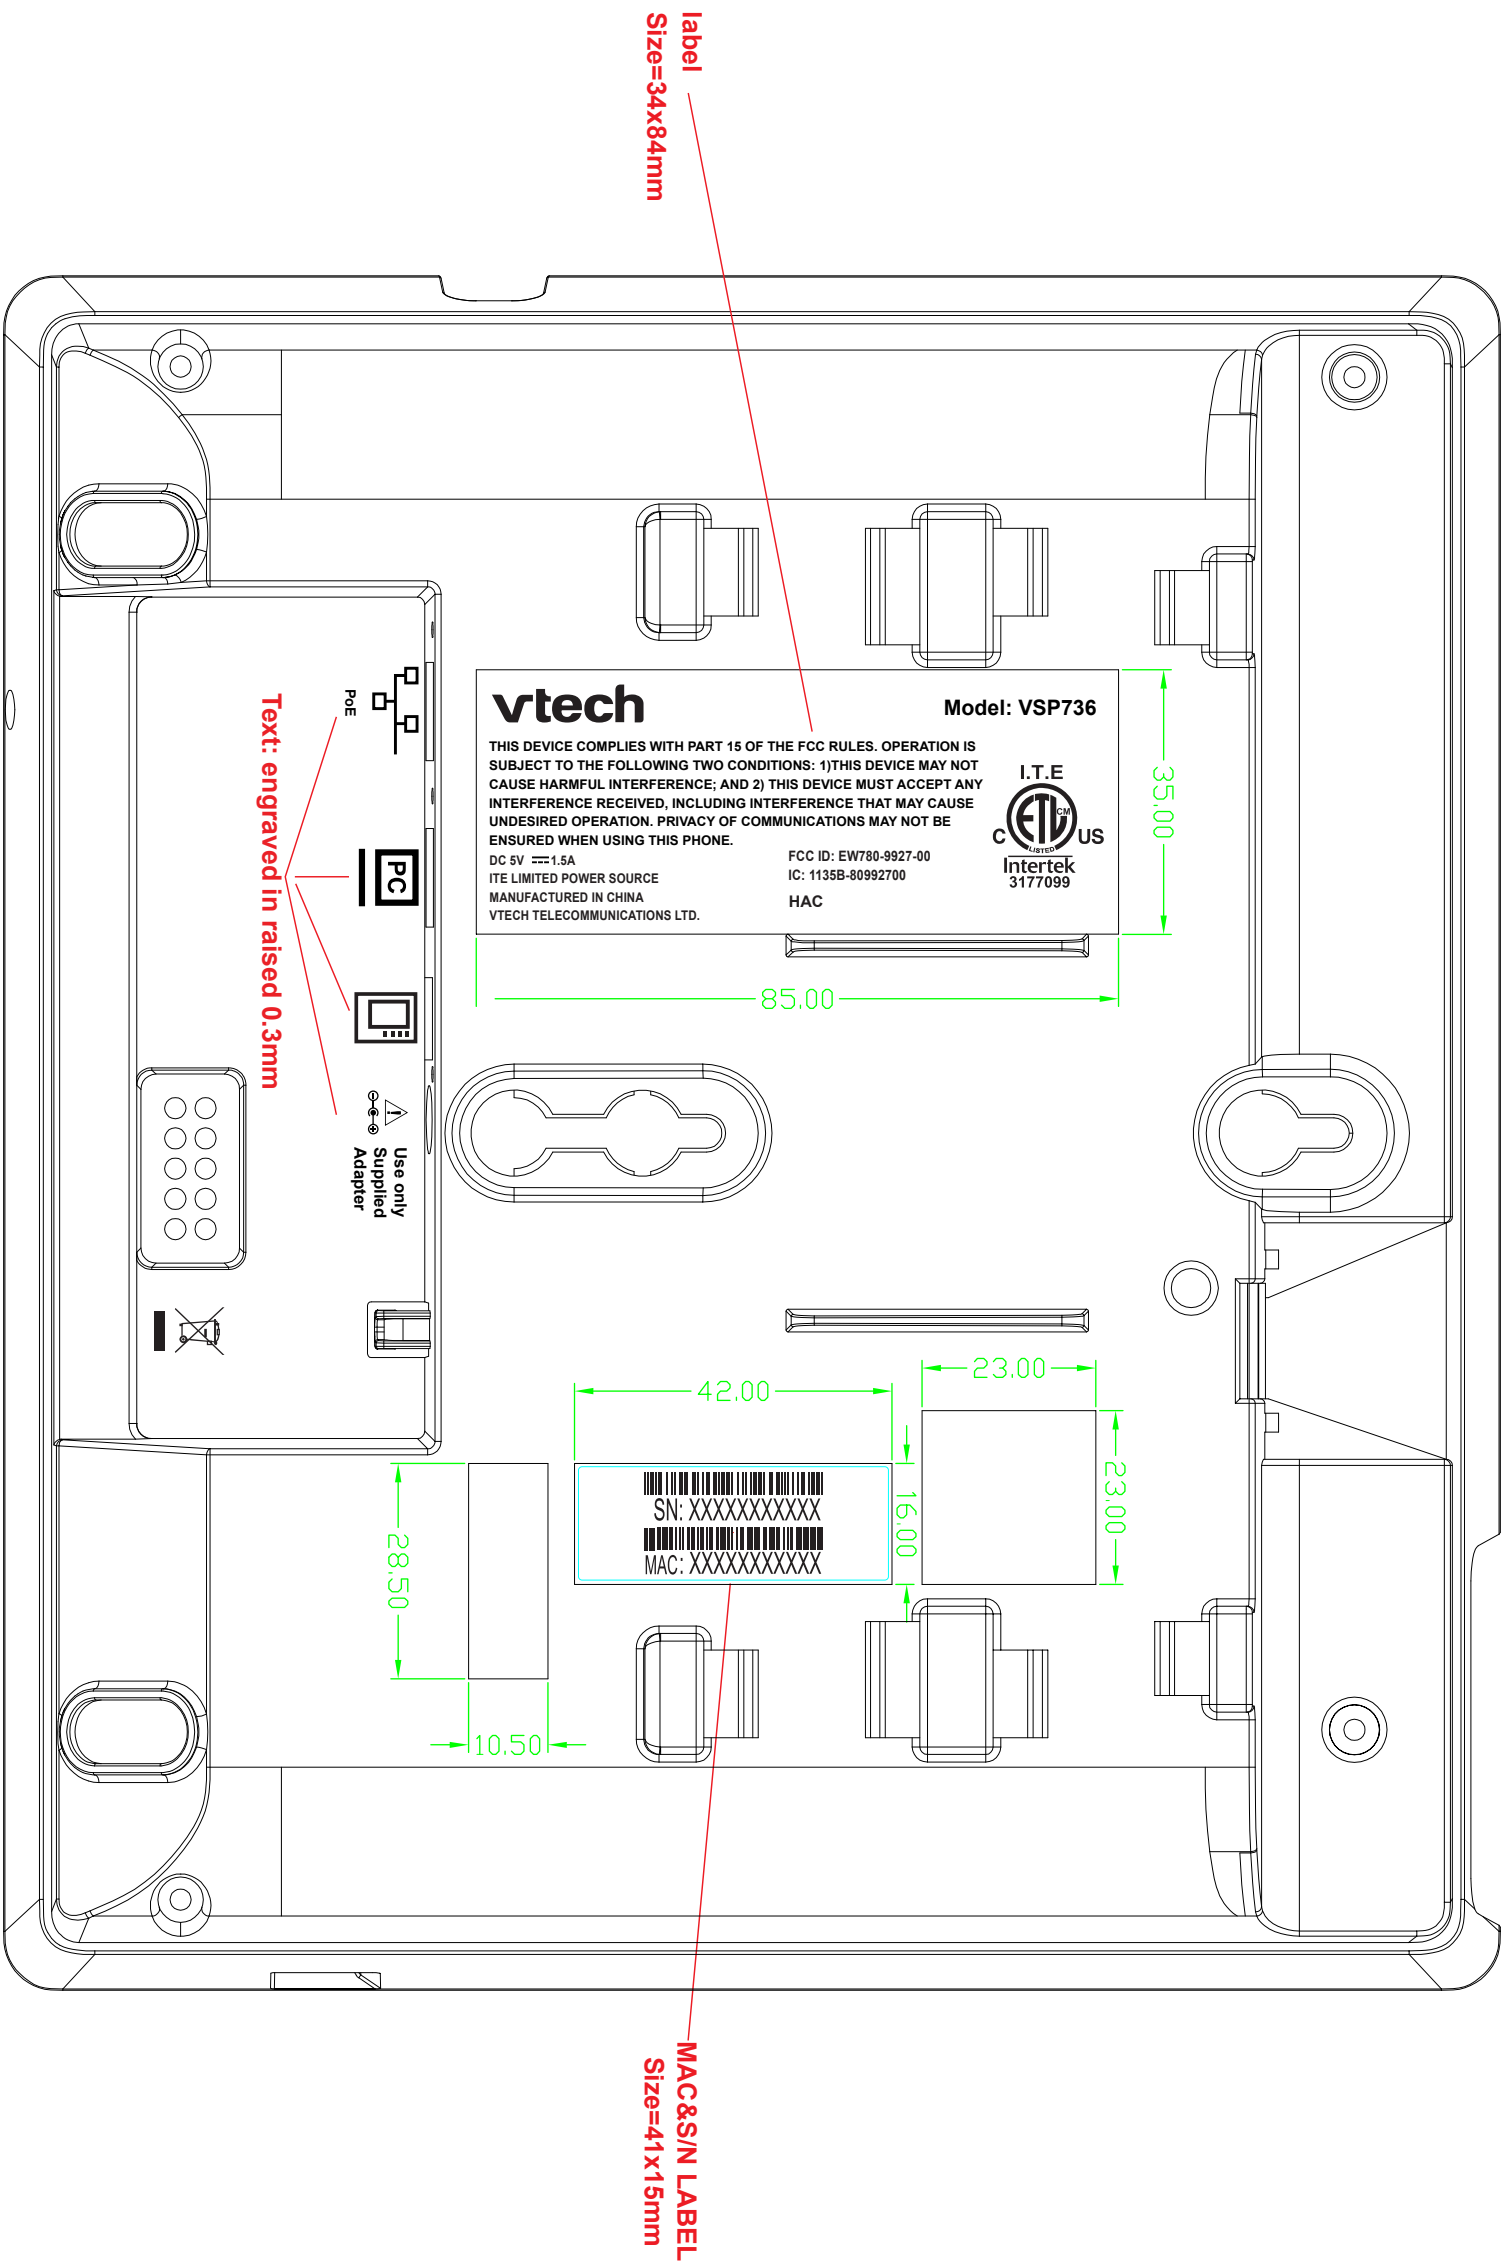 label
Size=34x84mm
vtech
Model: VSP736
THIS DEVICE COMPLIES WITH PART 15 OF THE FCC RULES. OPERATION IS
SUBJECT TO THE FOLLOWING TWO CONDITIONS: 1)THIS DEVICE MAY NOT
CAUSE HARMFUL INTERFERENCE; AND 2) THIS DEVICE MUST ACCEPT ANY
INTERFERENCE RECEIVED, INCLUDING INTERFERENCE THAT MAY CAUSE
UNDESIRED OPERATION. PRIVACY OF COMMUNICATIONS MAY NOT BE
ENSURED WHEN USING THIS PHONE.
DC 5V ⎓1.5A
ITE LIMITED POWER SOURCE
MANUFACTURED IN CHINA
VTECH TELECOMMUNICATIONS LTD.
FCC ID: EW780-9927-00
IC: 1135B-80992700
HAC
I.T.E
ETL CM
C US
LISTED
Intertek
3177099
35.00
85.00
PoE
PC
Use only
Supplied
Adapter
Text: engraved in raised 0.3mm
23.00
23.00
42.00
16.00
SN: XXXXXXXXXXX
MAC: XXXXXXXXXXX
28.50
10.50
MAC&S/N LABEL
Size=41x15mm